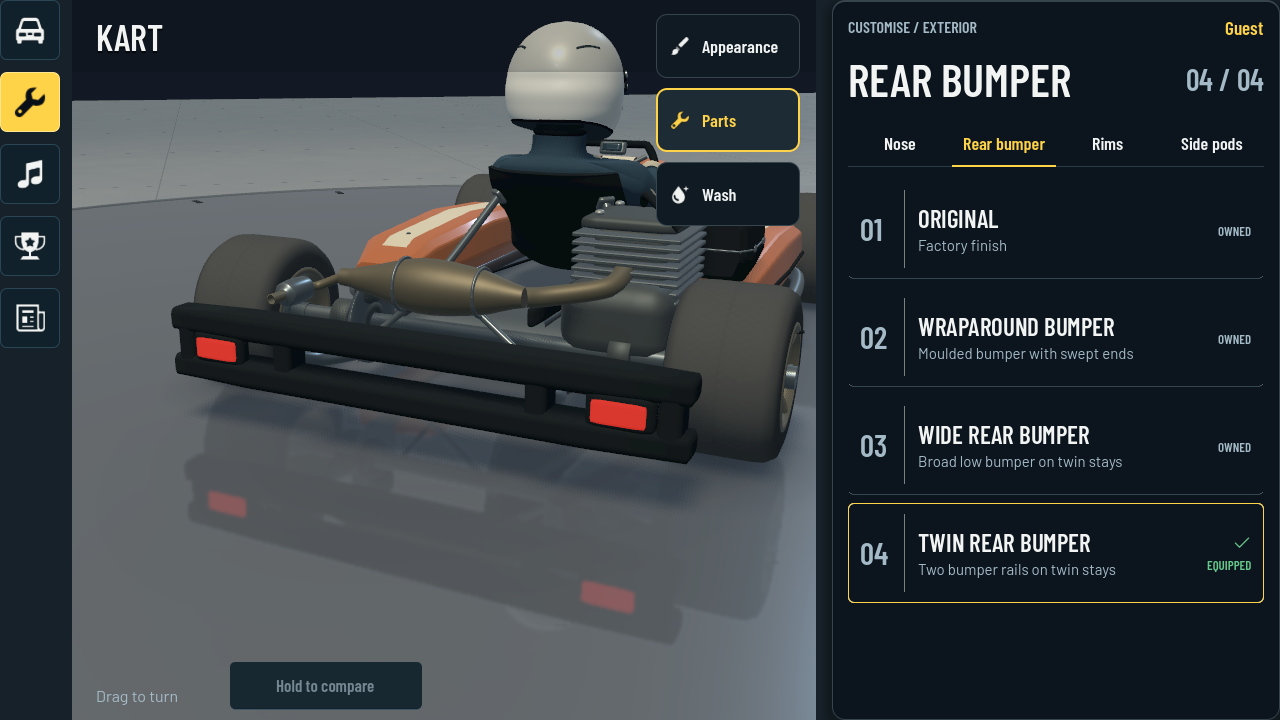 KART
Appearance
Parts
Wash
Drag to turn
Hold to compare
CUSTOMISE / EXTERIOR
Guest
REAR BUMPER
04 / 04
Nose
Rear bumper
Rims
Side pods
01
ORIGINAL
Factory finish
OWNED
02
WRAPAROUND BUMPER
Moulded bumper with swept ends
OWNED
03
WIDE REAR BUMPER
Broad low bumper on twin stays
OWNED
04
TWIN REAR BUMPER
Two bumper rails on twin stays
EQUIPPED